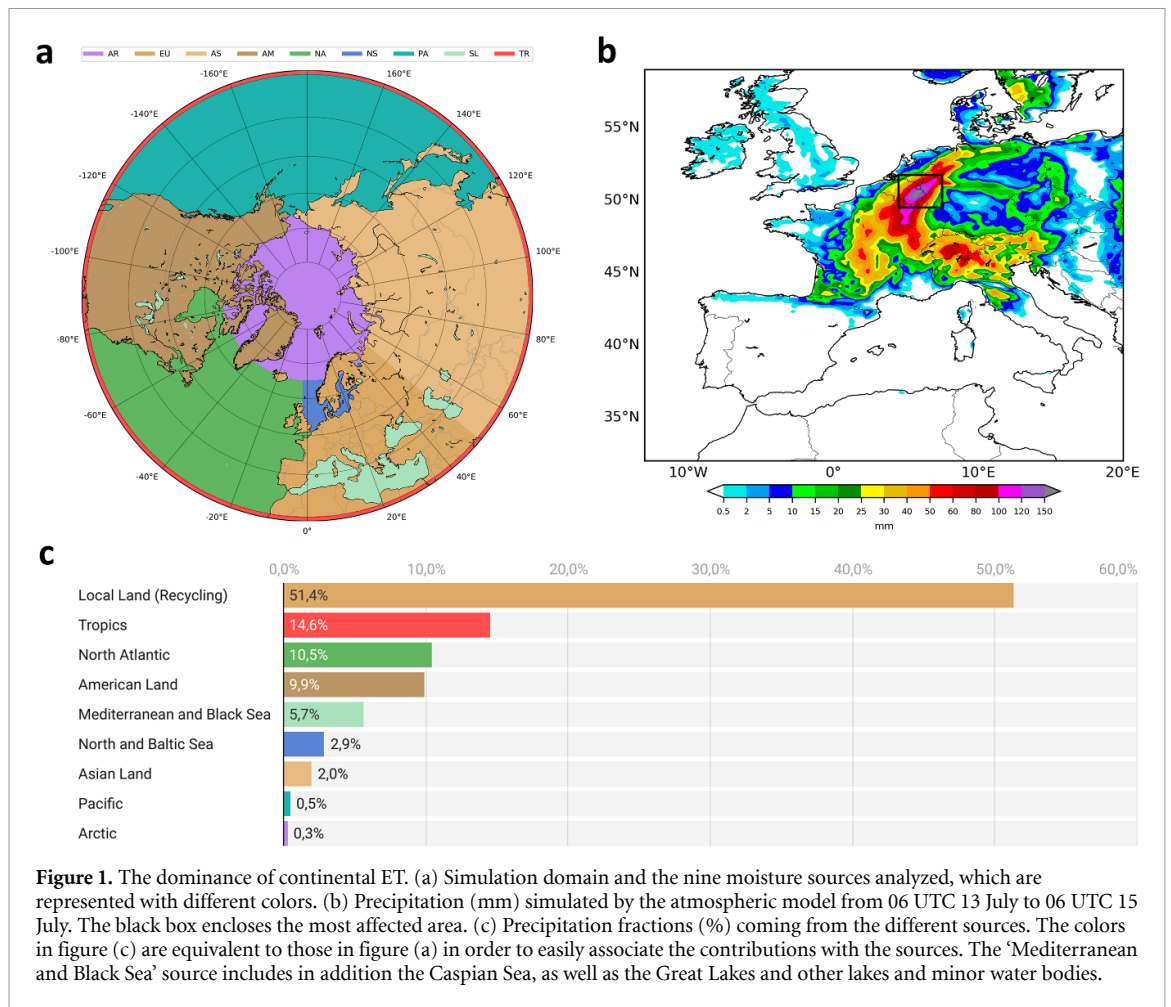 a
AR EU AS AM NA NS PA SL TR
-160°E 160°E
-140°E 140°E
-120°E 120°E
-100°E 100°E
-80°E 80°E
-60°E 60°E
-40°E 40°E
-20°E 20°E
0°
b
55°N
50°N
45°N
40°N
35°N
10°W 0° 10°E 20°E
0.5 2 5 10 15 20 25 30 40 50 60 80 100 120 150
mm
c
0,0% 10,0% 20,0% 30,0% 40,0% 50,0% 60,0%
Local Land (Recycling) 51,4%
Tropics 14,6%
North Atlantic 10,5%
American Land 9,9%
Mediterranean and Black Sea 5,7%
North and Baltic Sea 2,9%
Asian Land 2,0%
Pacific 0,5%
Arctic 0,3%
Figure 1. The dominance of continental ET. (a) Simulation domain and the nine moisture sources analyzed, which are
represented with different colors. (b) Precipitation (mm) simulated by the atmospheric model from 06 UTC 13 July to 06 UTC 15
July. The black box encloses the most affected area. (c) Precipitation fractions (%) coming from the different sources. The colors
in figure (c) are equivalent to those in figure (a) in order to easily associate the contributions with the sources. The ‘Mediterranean
and Black Sea’ source includes in addition the Caspian Sea, as well as the Great Lakes and other lakes and minor water bodies.